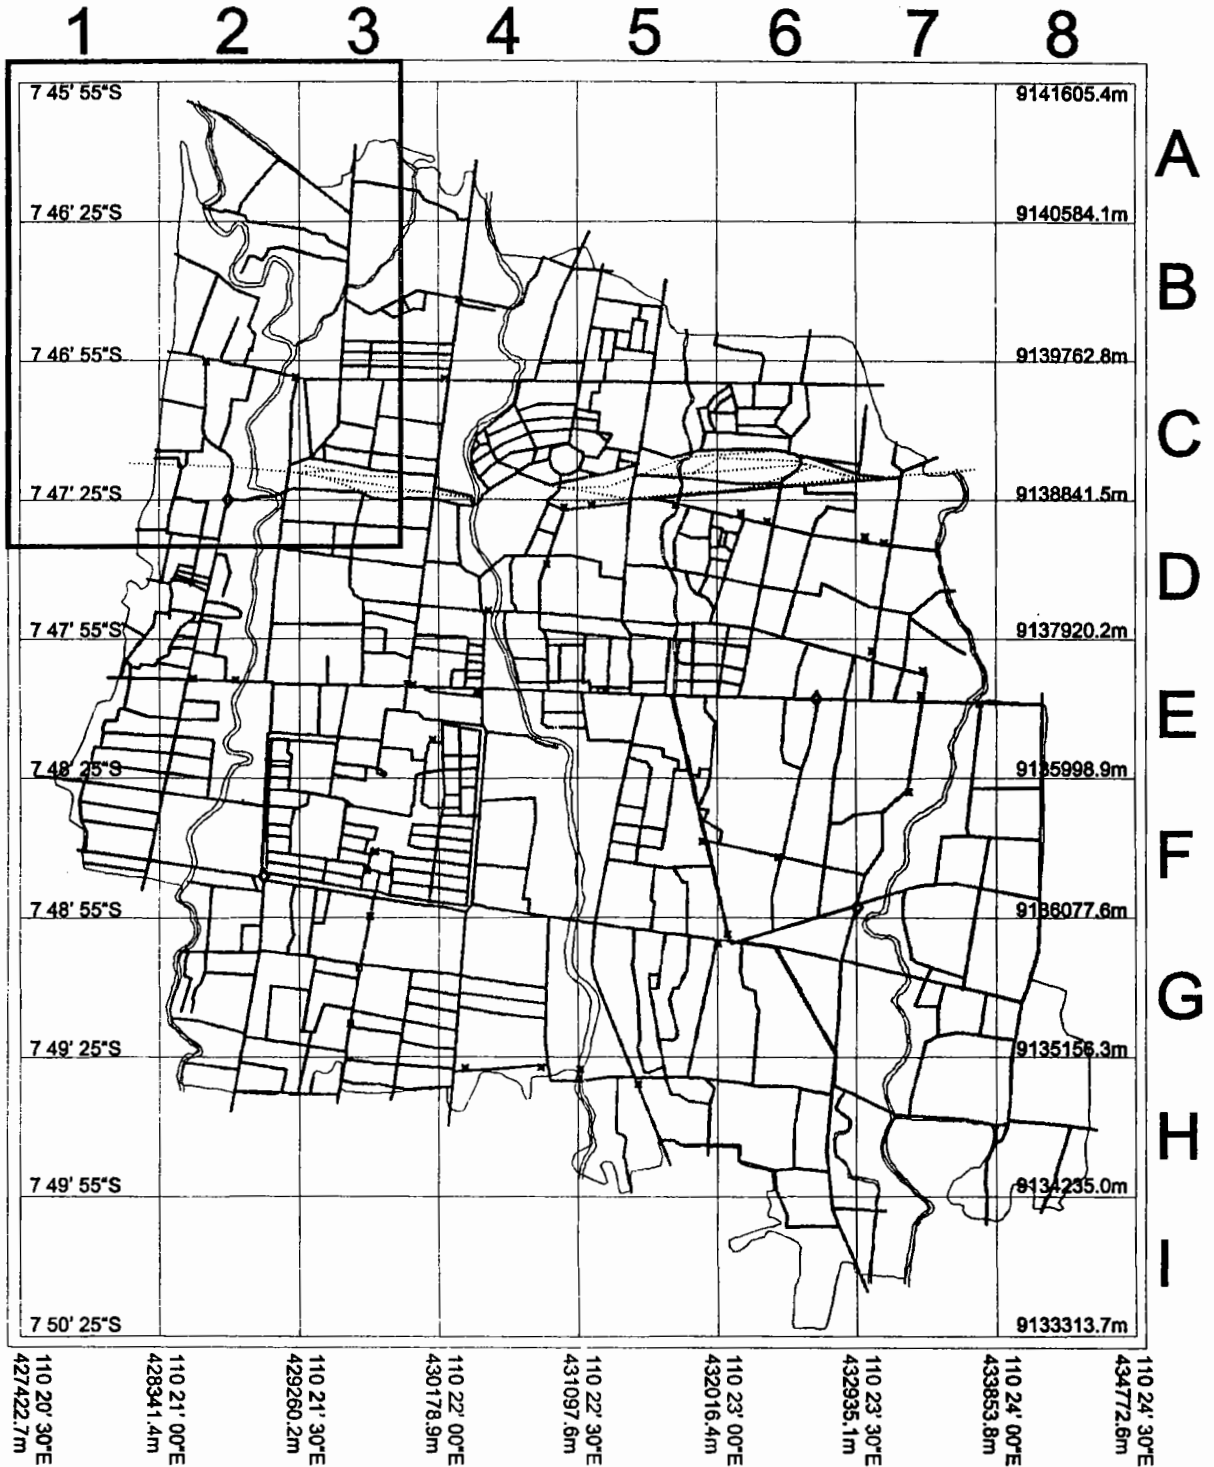 1 2 3 4 5 6 7 8
7 45' 55"S 9141605.4m
A
7 46' 25"S 9140584.1m
B
7 46' 55"S 9139762.8m
C
7 47' 25"S 9138841.5m
D
7 47' 55"S 9137920.2m
E
7 48' 25"S 9135998.9m
F
7 48' 55"S 9136077.6m
G
7 49' 25"S 9135156.3m
H
7 49' 55"S 9134235.0m
I
7 50' 25"S 9133313.7m
110 20' 30"E
427422.7m
110 21' 00"E
428341.4m
110 21' 30"E
429260.2m
110 22' 00"E
430178.9m
110 22' 30"E
431097.6m
110 23' 00"E
432016.4m
110 23' 30"E
432935.1m
110 24' 00"E
433853.8m
110 24' 30"E
434772.6m